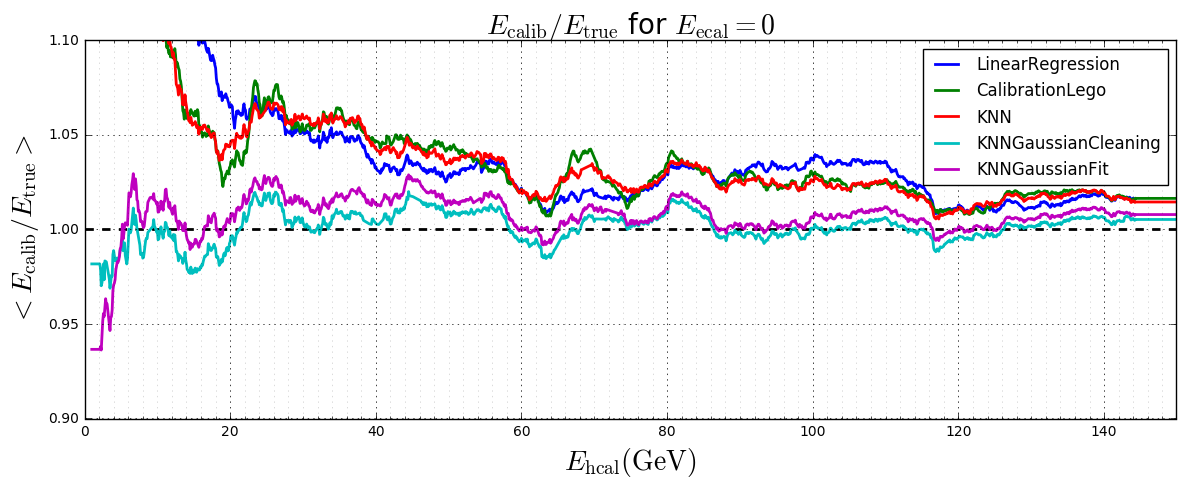 E_calib/E_true for E_ecal = 0
< E_calib/E_true >
1.10
1.05
1.00
0.95
0.90
0 20 40 60 80 100 120 140
E_hcal(GeV)
LinearRegression
CalibrationLego
KNN
KNNGaussianCleaning
KNNGaussianFit